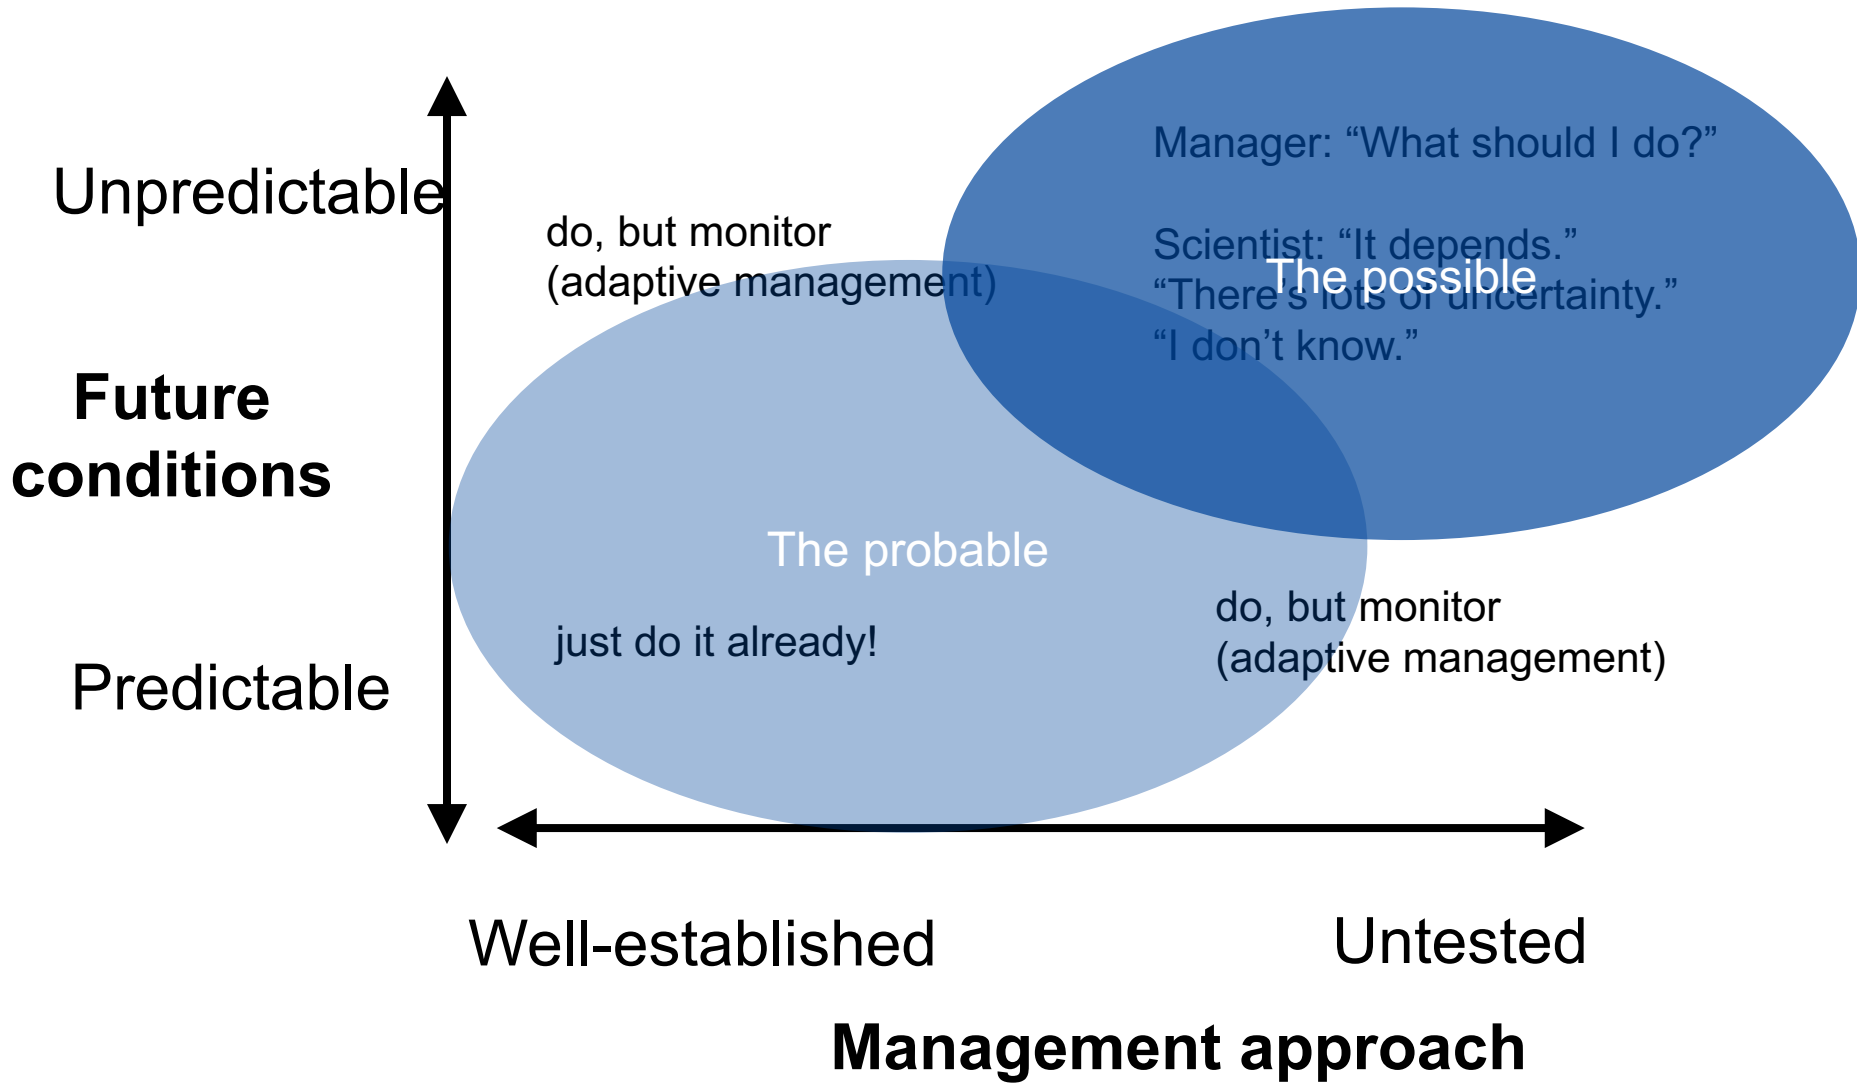 Manager: “What should I do?”
Unpredictable
do, but monitor
(adaptive management)
Scientist: “It depends.”
The possible
“There’s lots of uncertainty.”
“I don’t know.”
Future
conditions
The probable
just do it already!
do, but monitor
(adaptive management)
Predictable
Well-established
Untested
Management approach